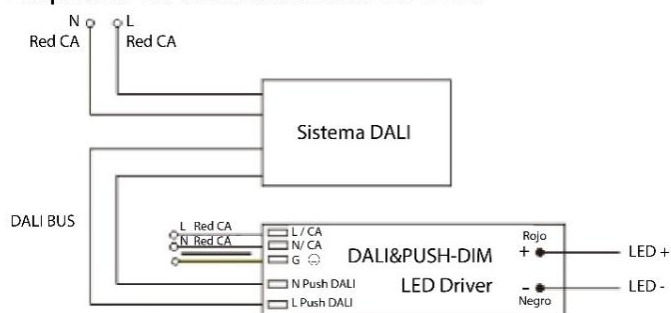 N L
Red CA Red CA
Sistema DALI
DALI BUS
L Red CA
N Red CA
L / CA
N/ CA
G
N Push DALI
L Push DALI
DALI&PUSH-DIM
LED Driver
Rojo
+
-
Negro
LED +
LED -